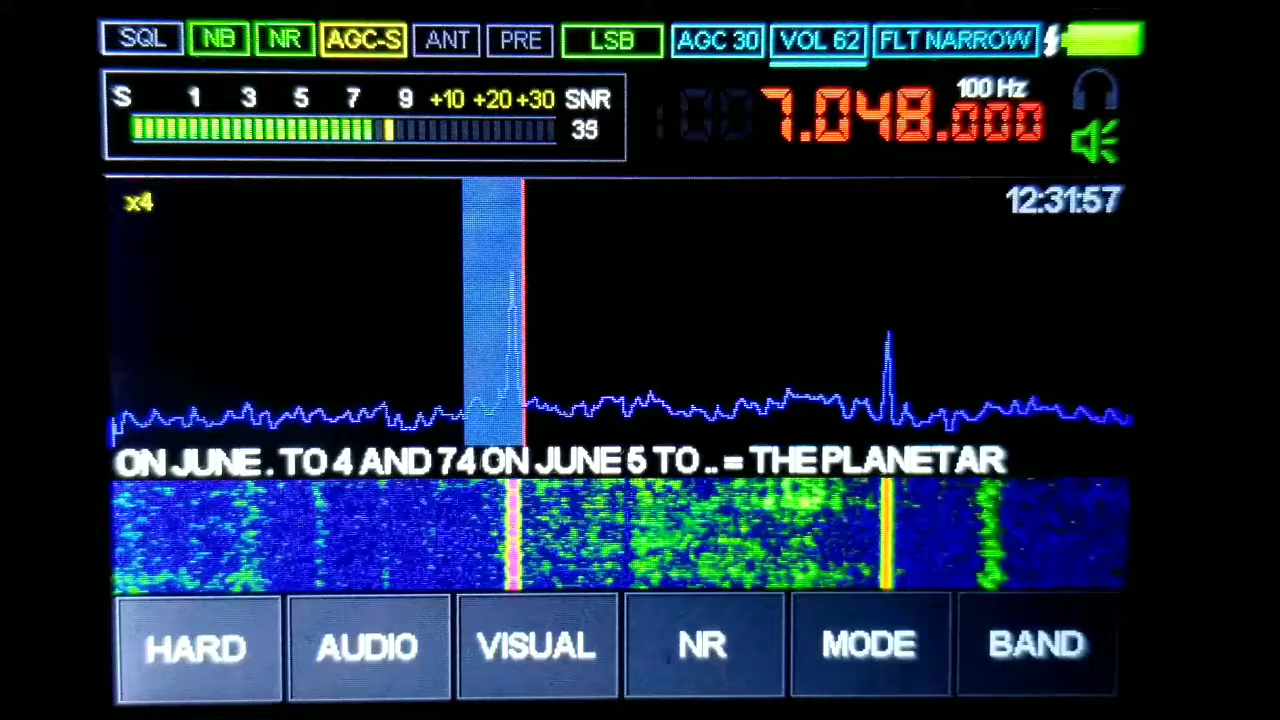 SQL NB NR AGC-S ANT PRE LSB AGC 30 VOL 62 FLT NARROW
S 1 3 5 7 9 +10 +20 +30 SNR
39
100 Hz
7.048.000
x4
12:31:57
ON JUNE . TO 4 AND 74 ON JUNE 5 TO .. = THE PLANETAR
HARD AUDIO VISUAL NR MODE BAND